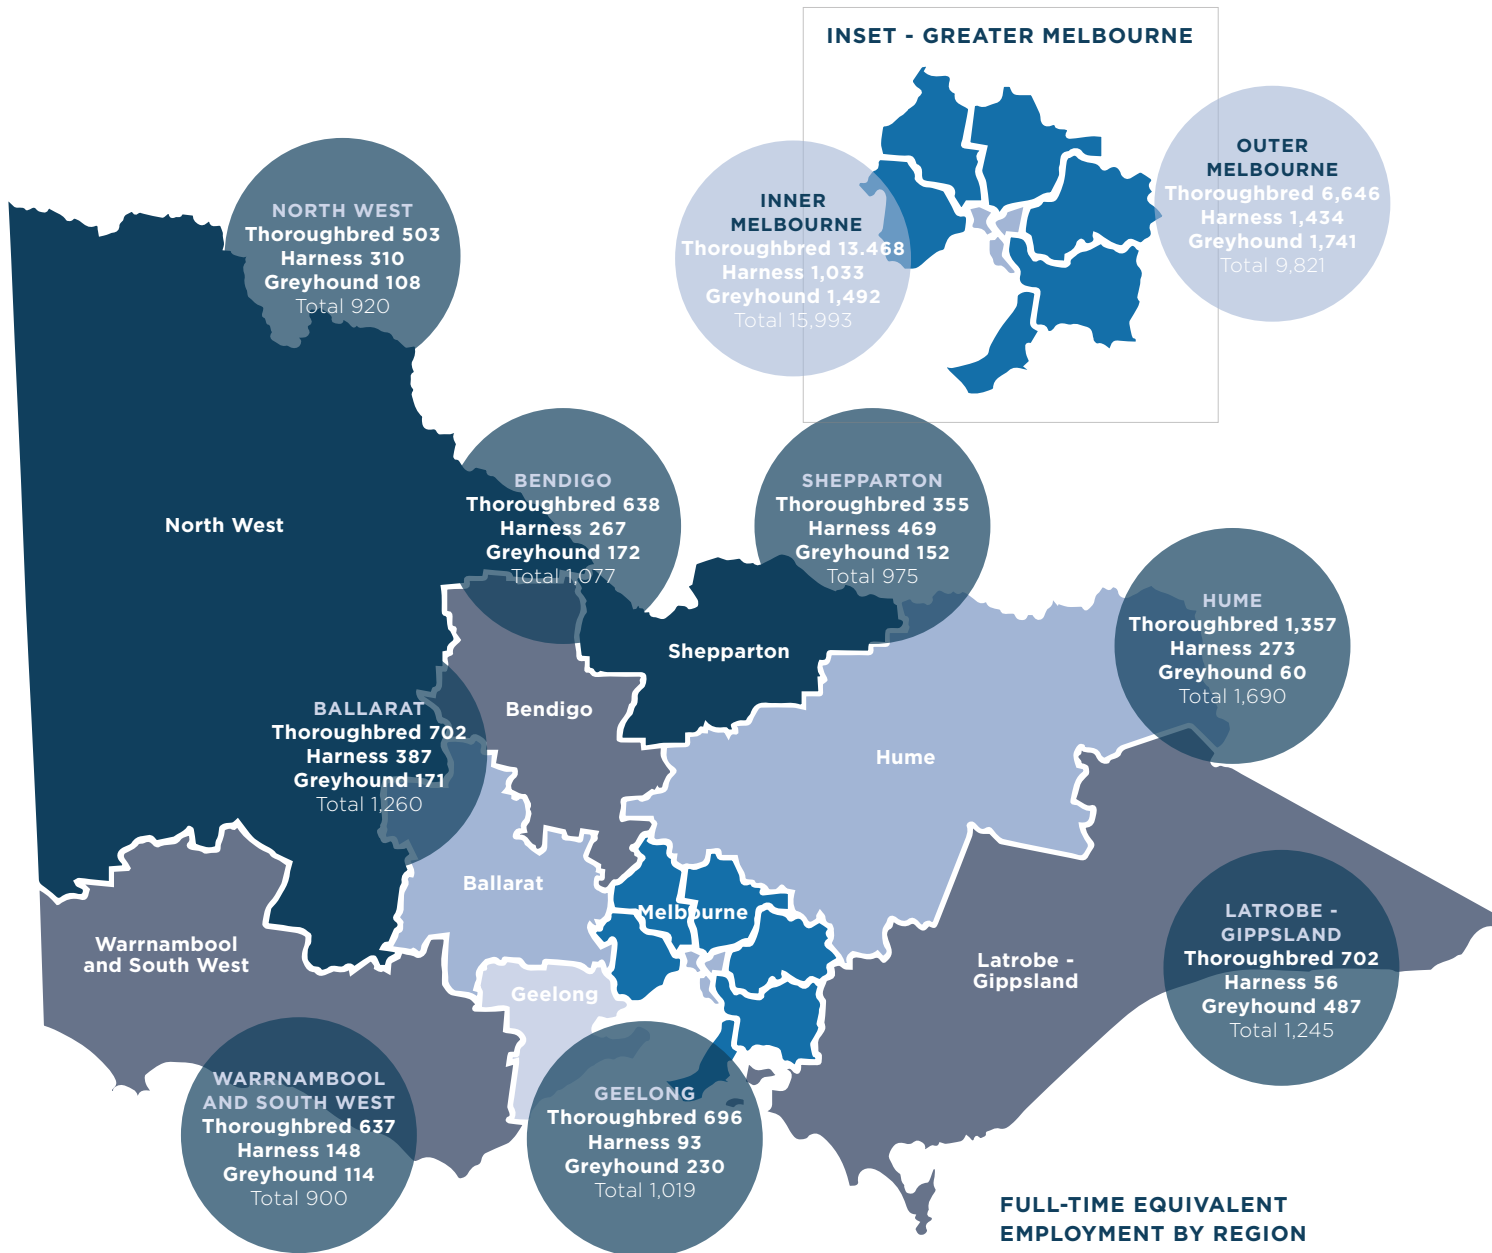 INSET - GREATER MELBOURNE
INNER
MELBOURNE
Thoroughbred 13.468
Harness 1,033
Greyhound 1,492
Total 15,993
OUTER
MELBOURNE
Thoroughbred 6,646
Harness 1,434
Greyhound 1,741
Total 9,821
NORTH WEST
Thoroughbred 503
Harness 310
Greyhound 108
Total 920
BENDIGO
Thoroughbred 638
Harness 267
Greyhound 172
Total 1,077
SHEPPARTON
Thoroughbred 355
Harness 469
Greyhound 152
Total 975
HUME
Thoroughbred 1,357
Harness 273
Greyhound 60
Total 1,690
BALLARAT
Thoroughbred 702
Harness 387
Greyhound 171
Total 1,260
North West
Shepparton
Bendigo
Hume
Ballarat
Melbourne
Warrnambool
and South West
Geelong
Latrobe -
Gippsland
LATROBE -
GIPPSLAND
Thoroughbred 702
Harness 56
Greyhound 487
Total 1,245
WARRNAMBOOL
AND SOUTH WEST
Thoroughbred 637
Harness 148
Greyhound 114
Total 900
GEELONG
Thoroughbred 696
Harness 93
Greyhound 230
Total 1,019
FULL-TIME EQUIVALENT
EMPLOYMENT BY REGION